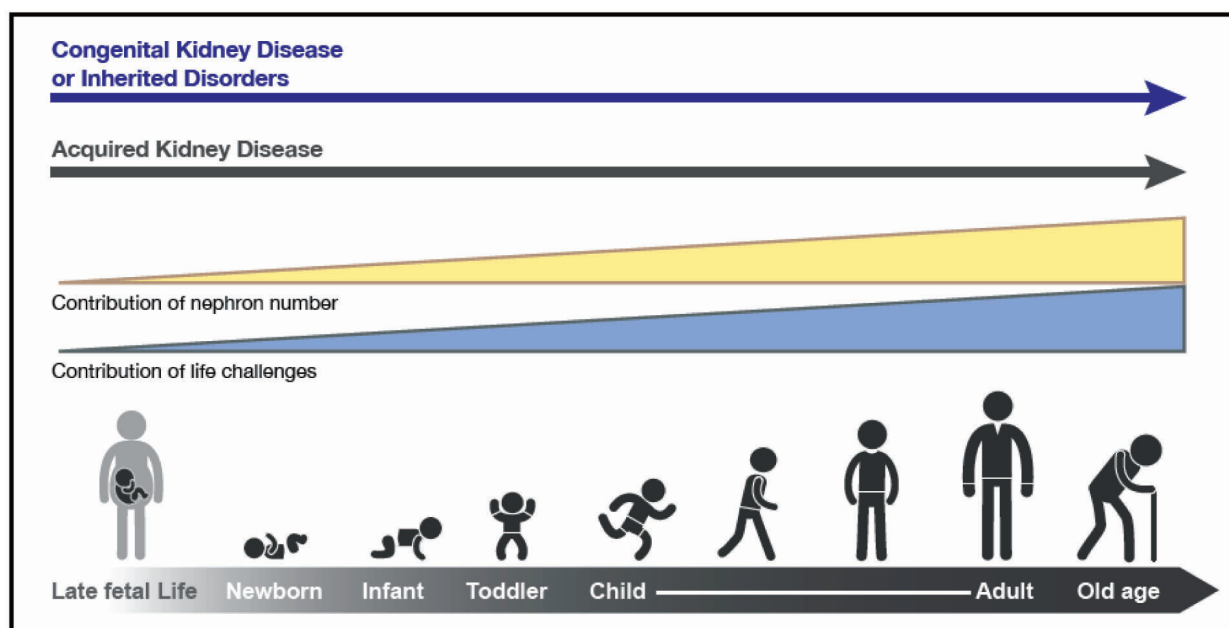 Congenital Kidney Disease
or Inherited Disorders
Acquired Kidney Disease
Contribution of nephron number
Contribution of life challenges
Late fetal Life Newborn Infant Toddler Child Adult Old age